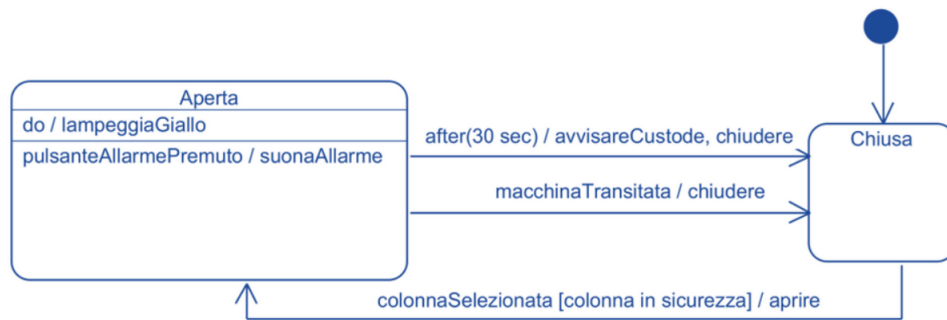 Aperta
do / lampeggiaGiallo
pulsanteAllarmePremuto / suonaAllarme
after(30 sec) / avvisareCustode, chiudere
macchinaTransitata / chiudere
Chiusa
colonnaSelezionata [colonna in sicurezza] / aprire